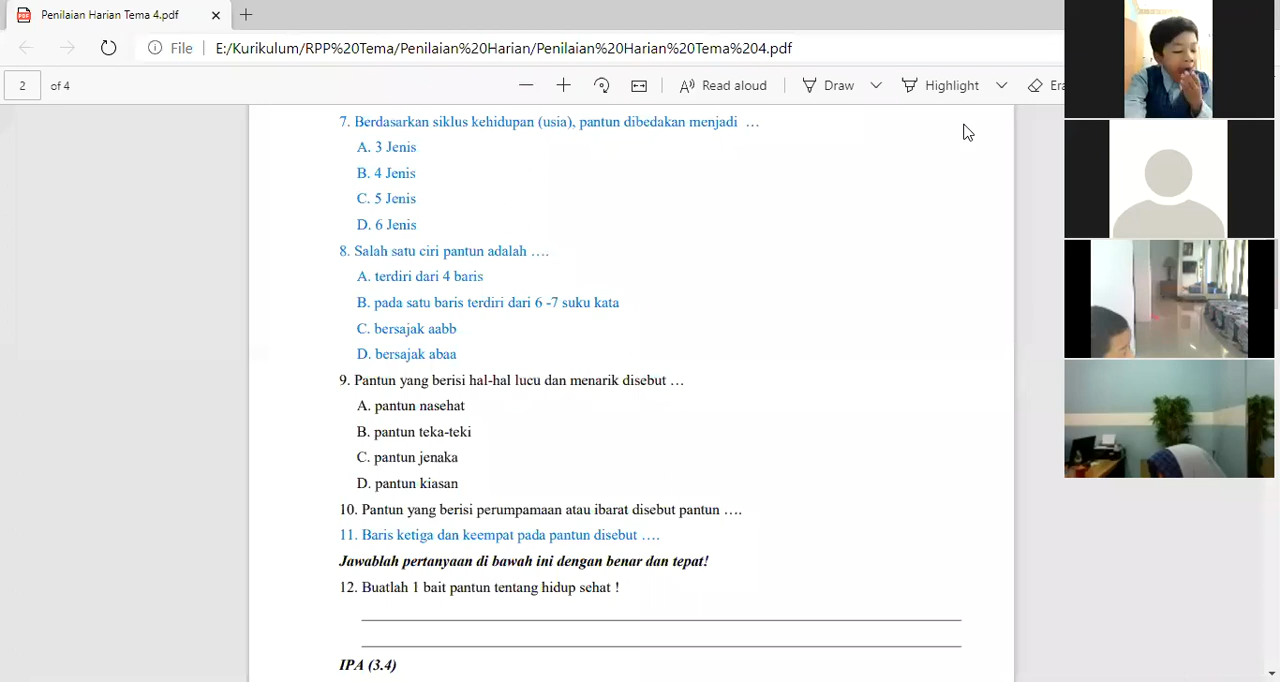 Penilaian Harian Tema 4.pdf
File
E:/Kurikulum/RPP%20Tema/Penilaian%20Harian/Penilaian%20Harian%20Tema%204.pdf
2 of 4
Read aloud
Draw
Highlight
Era
7. Berdasarkan siklus kehidupan (usia), pantun dibedakan menjadi …
A. 3 Jenis
B. 4 Jenis
C. 5 Jenis
D. 6 Jenis
8. Salah satu ciri pantun adalah ….
A. terdiri dari 4 baris
B. pada satu baris terdiri dari 6 -7 suku kata
C. bersajak aabb
D. bersajak abaa
9. Pantun yang berisi hal-hal lucu dan menarik disebut …
A. pantun nasehat
B. pantun teka-teki
C. pantun jenaka
D. pantun kiasan
10. Pantun yang berisi perumpamaan atau ibarat disebut pantun ….
11. Baris ketiga dan keempat pada pantun disebut ….
Jawablah pertanyaan di bawah ini dengan benar dan tepat!
12. Buatlah 1 bait pantun tentang hidup sehat !
IPA (3.4)